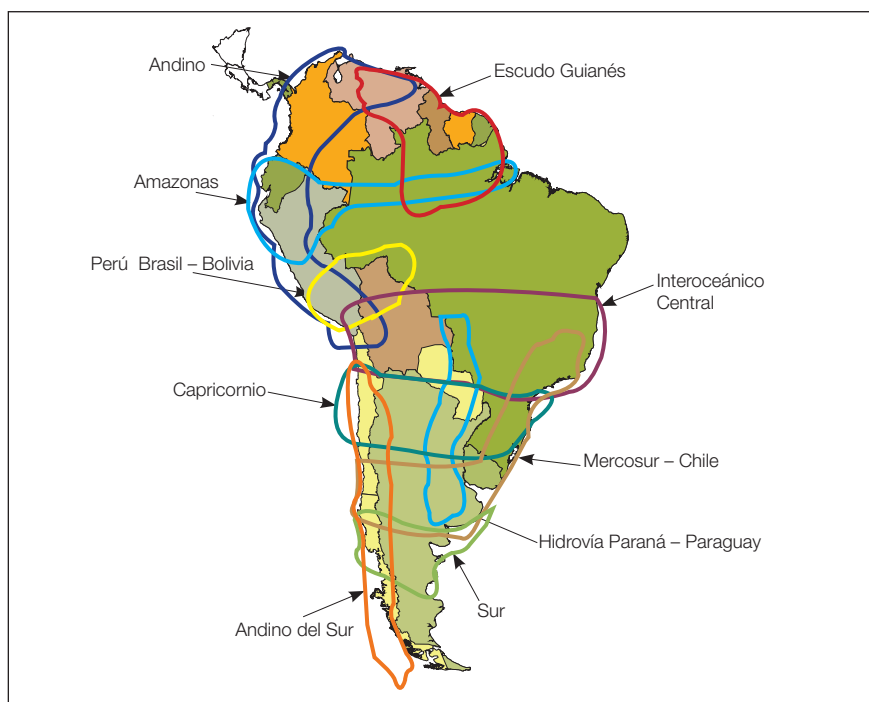 Andino
Escudo Guianés
Amazonas
Perú Brasil – Bolivia
Interoceánico
Central
Capricornio
Mercosur – Chile
Hidrovía Paraná – Paraguay
Sur
Andino del Sur